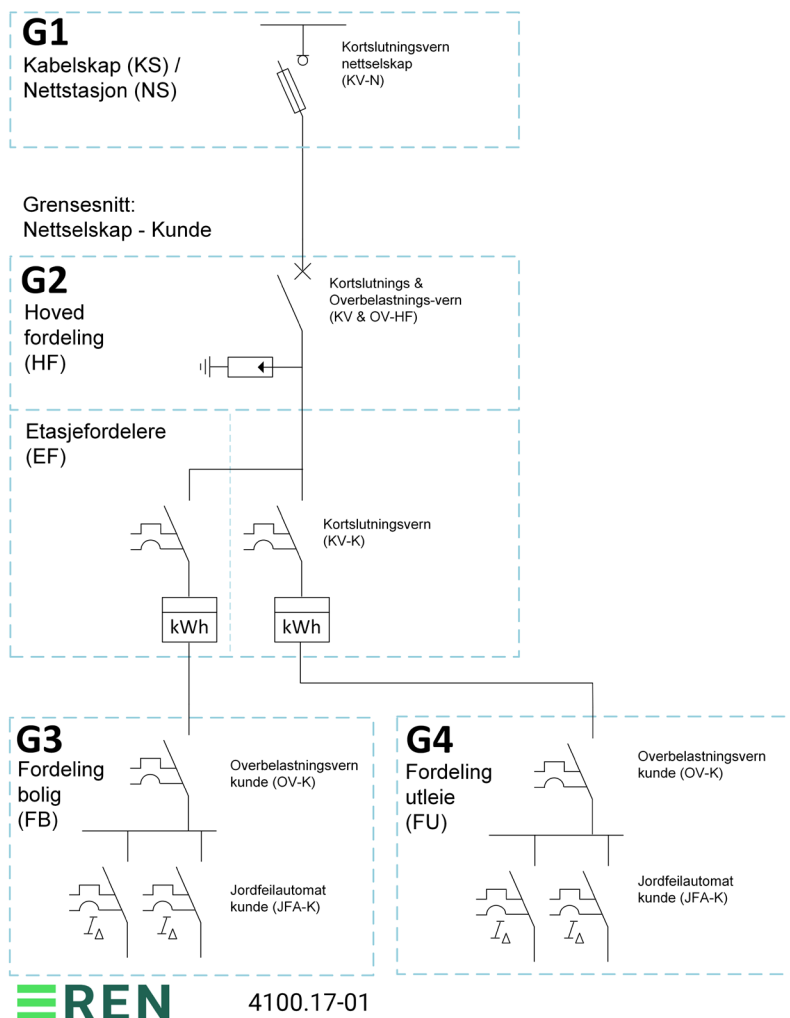 G1
Kabelskap (KS) /
Nettstasjon (NS)
Kortslutningsvern
nettselskap
(KV-N)
Grensesnitt:
Nettselskap - Kunde
G2
Hoved
fordeling
(HF)
Kortslutnings &
Overbelastnings-vern
(KV & OV-HF)
Etasjefordelere
(EF)
Kortslutningsvern
(KV-K)
kWh
kWh
G3
Fordeling
bolig
(FB)
Overbelastningsvern
kunde (OV-K)
Jordfeilautomat
kunde (JFA-K)
I∆
I∆
G4
Fordeling
utleie
(FU)
Overbelastningsvern
kunde (OV-K)
Jordfeilautomat
kunde (JFA-K)
I∆
I∆
REN
4100.17-01